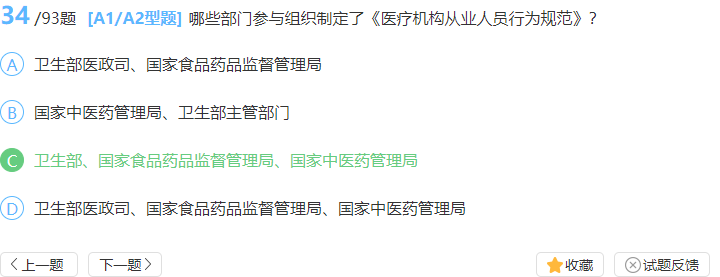 34/93题 [A1/A2型题] 哪些部门参与组织制定了《医疗机构从业人员行为规范》？
A 卫生部医政司、国家食品药品监督管理局
B 国家中医药管理局、卫生部主管部门
C 卫生部、国家食品药品监督管理局、国家中医药管理局
D 卫生部医政司、国家食品药品监督管理局、国家中医药管理局
上一题 下一题 收藏 试题反馈